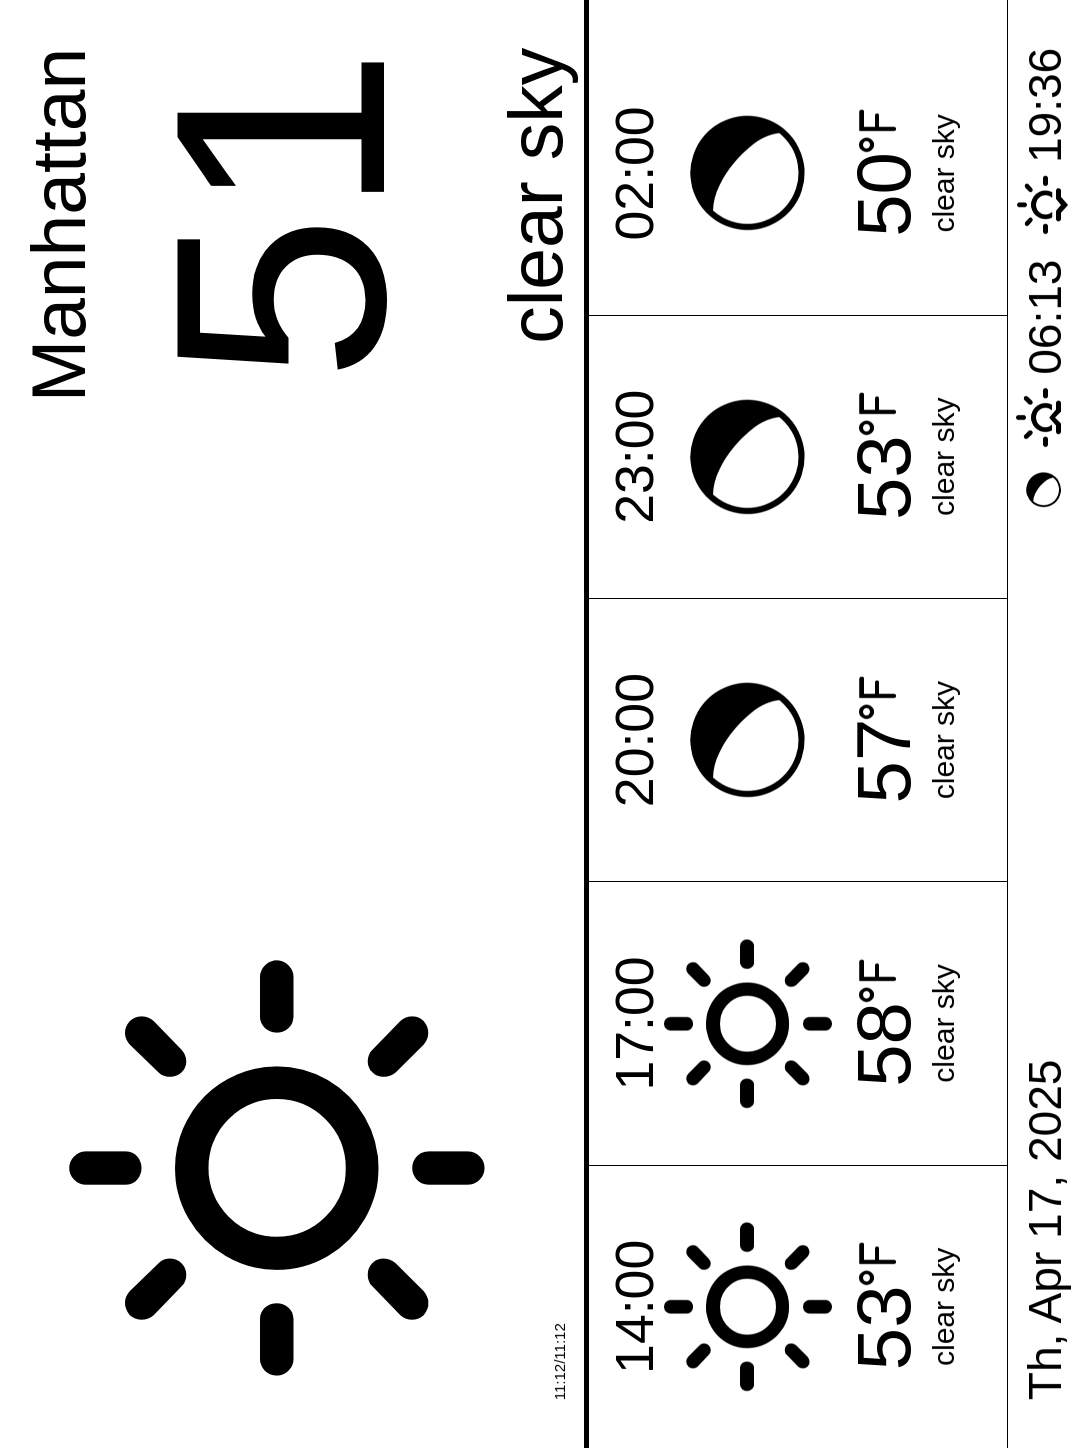 Manhattan
51
clear sky
11:12/11:12
14:00
53°F
clear sky
17:00
58°F
clear sky
20:00
57°F
clear sky
23:00
53°F
clear sky
02:00
50°F
clear sky
Th, Apr 17, 2025
06:13
19:36